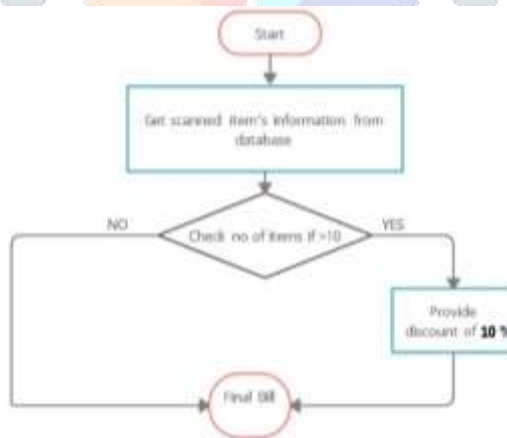 Start
Get scanned item's information from
database
NO
Check no of items if >10
YES
Provide
discount of 10 %
Final Bill